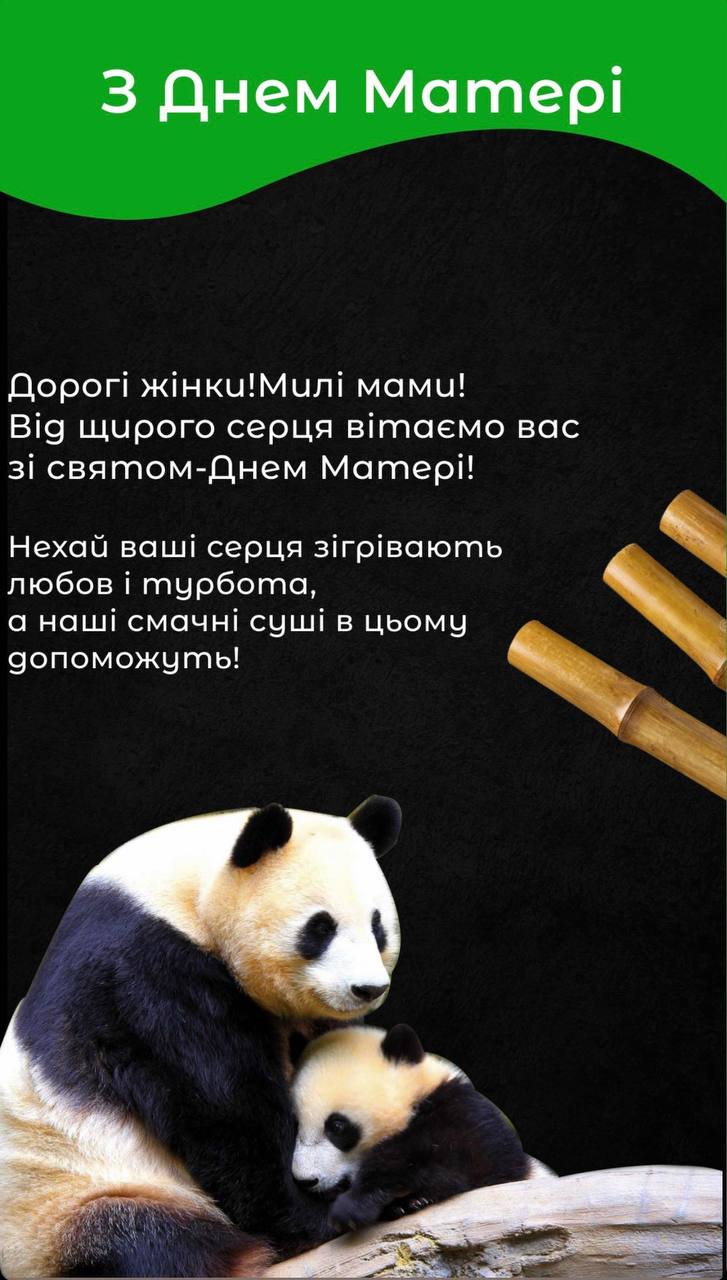 З Днем Матері
Дорогі жінки!Милі мами!
Від щирого серця вітаємо вас
зі святом-Днем Матері!
Нехай ваші серця зігрівають
любов і турбота,
а наші смачні суші в цьому
допоможуть!